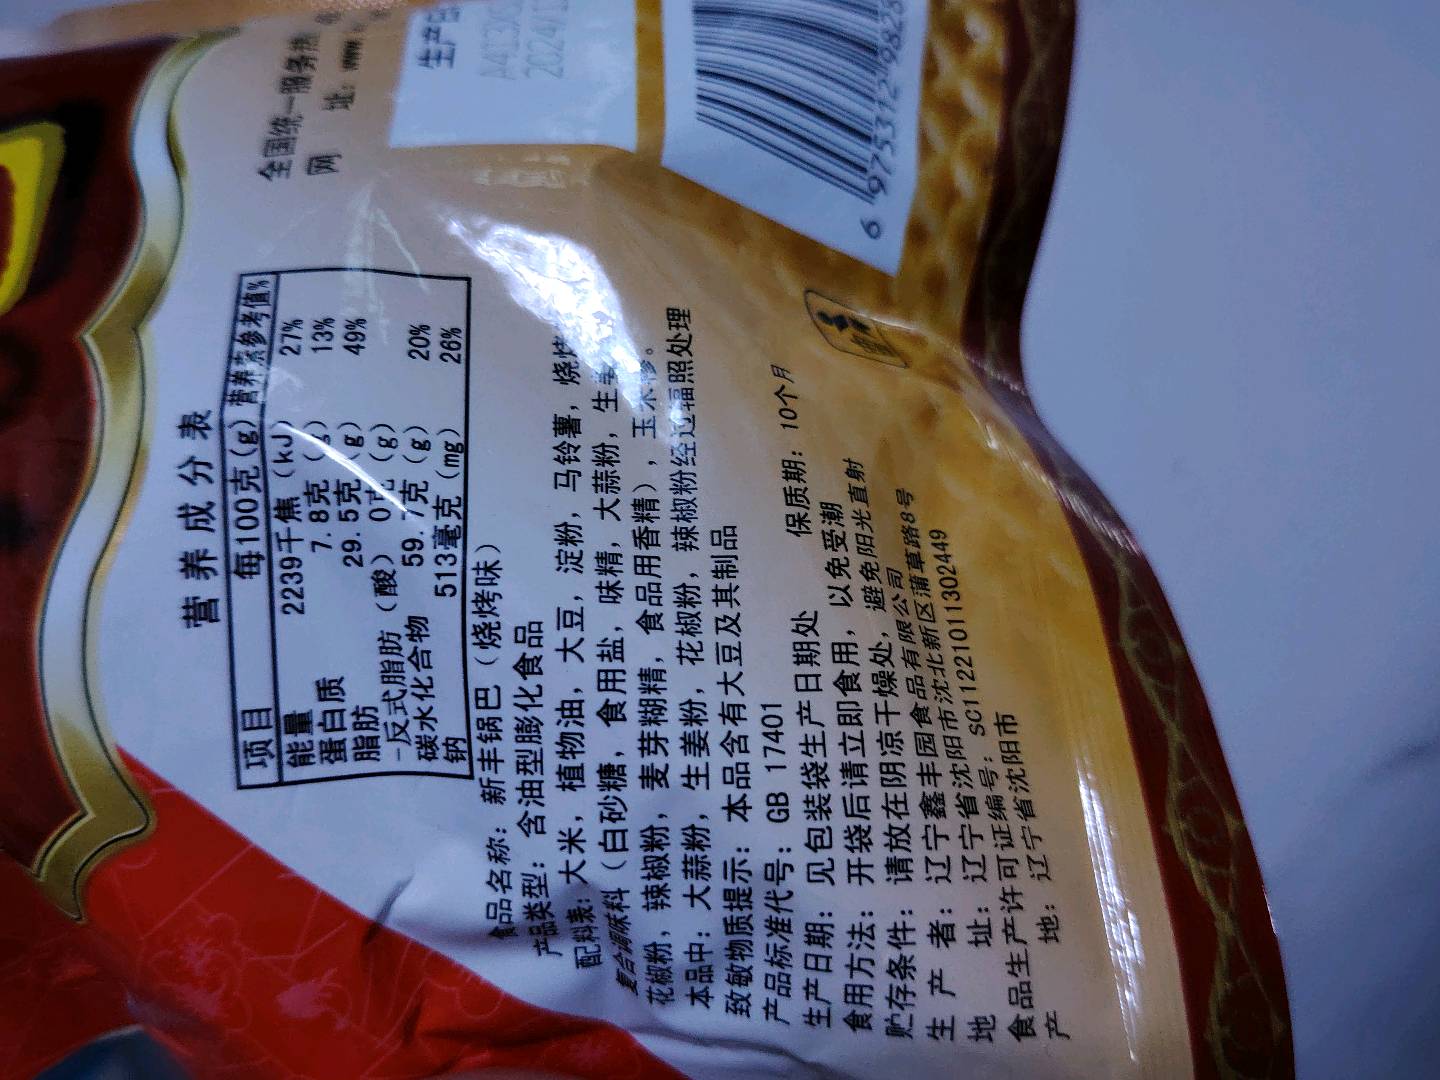 营养成分表
项目 每100克(g) 营养素参考值%
能量 2239千焦(kJ) 27%
蛋白质 7.8克(g) 13%
脂肪 29.5克(g) 49%
-反式脂肪(酸) 0克(g)
碳水化合物 59.7克(g) 20%
钠 513毫克(mg) 26%
食品名称: 新丰锅巴(烧烤味)
产品类型: 含油型膨化食品
配料表: 大米, 植物油, 大豆, 淀粉, 马铃薯, 烧烤
复合调味料(白砂糖, 食用盐, 味精, 大蒜粉, 生姜
花椒粉, 辣椒粉, 麦芽糊精, 食品用香精), 玉米糁。
本品中: 大蒜粉, 生姜粉, 花椒粉, 辣椒粉经过辐照处理
致敏物质提示: 本品含有大豆及其制品
产品标准代号: GB 17401
生产日期: 见包装袋生产日期处 保质期: 10个月
食用方法: 开袋后请立即食用, 以免受潮
贮存条件: 请放在阴凉干燥处, 避免阳光直射
生产者: 辽宁鑫丰园食品有限公司
地址: 辽宁省沈阳市沈北新区蒲草路8号
食品生产许可证编号: SC11221011302449
产地: 辽宁省沈阳市
全国统一服务热
网址: www
生产日
2024/1
6 975312 9823